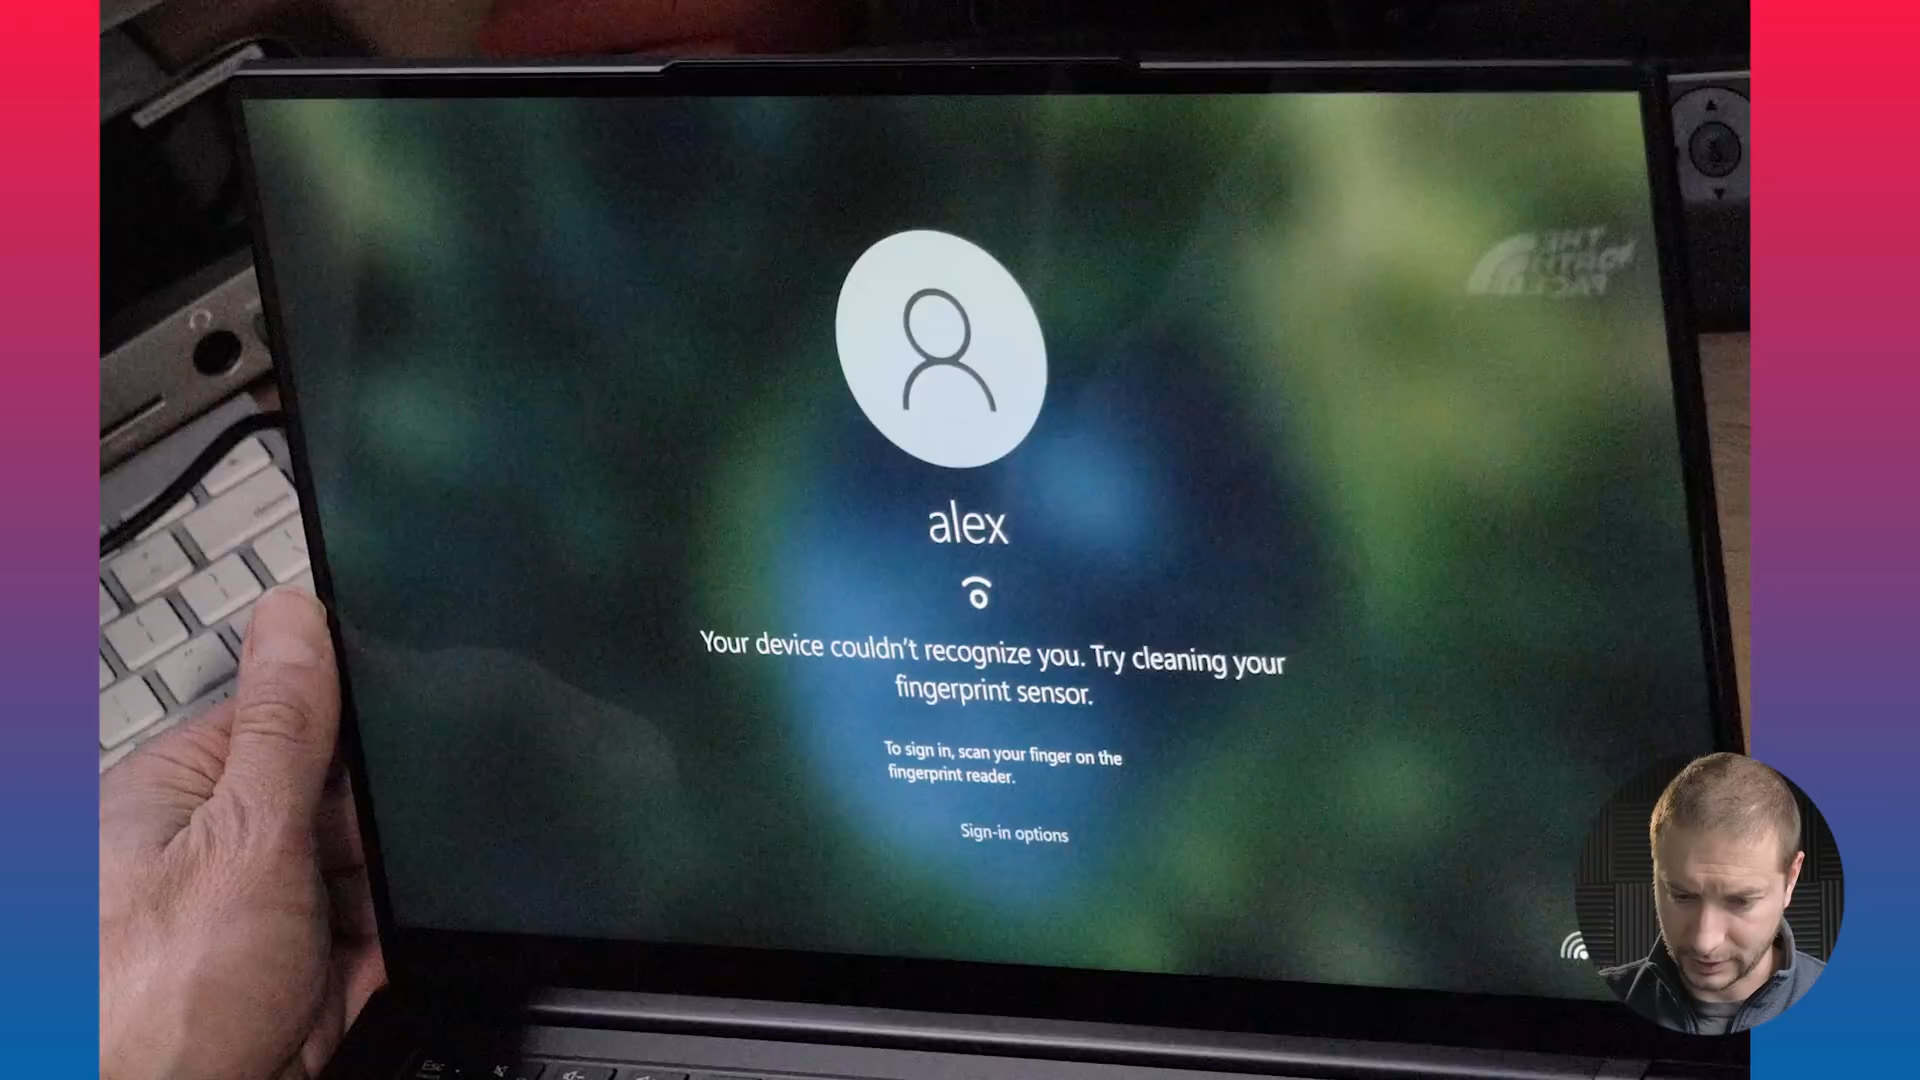 alex
Your device couldn't recognize you. Try cleaning your
fingerprint sensor.
To sign in, scan your finger on the
fingerprint reader.
Sign-in options
Esc